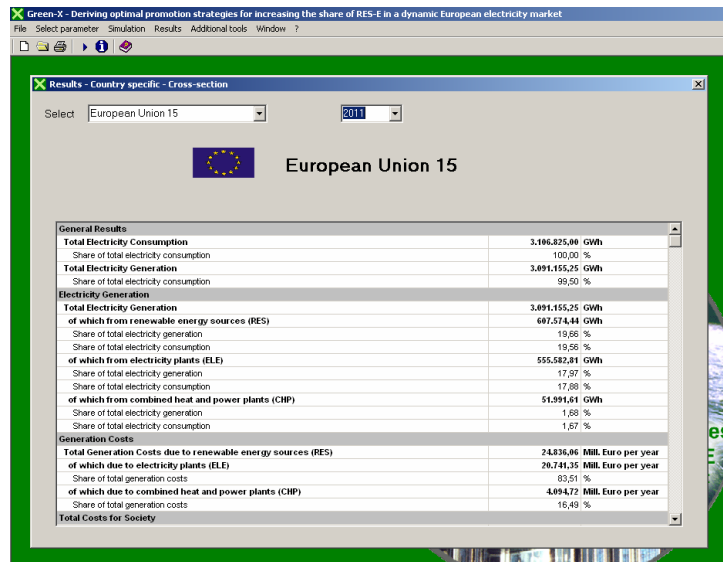 Green-X - Deriving optimal promotion strategies for increasing the share of RES-E in a dynamic European electricity market
File Select parameter Simulation Results Additional tools Window ?
Results - Country specific - Cross-section
Select European Union 15 2011
European Union 15
General Results
Total Electricity Consumption 3.106.825,00 GWh
Share of total electricity consumption 100,00 %
Total Electricity Generation 3.091.155,25 GWh
Share of total electricity consumption 99,50 %
Electricity Generation
Total Electricity Generation 3.091.155,25 GWh
of which from renewable energy sources (RES) 607.574,44 GWh
Share of total electricity generation 19,66 %
Share of total electricity consumption 19,56 %
of which from electricity plants (ELE) 555.582,81 GWh
Share of total electricity generation 17,97 %
Share of total electricity consumption 17,88 %
of which from combined heat and power plants (CHP) 51.991,61 GWh
Share of total electricity generation 1,68 %
Share of total electricity consumption 1,67 %
Generation Costs
Total Generation Costs due to renewable energy sources (RES) 24.836,06 Mill. Euro per year
of which due to electricity plants (ELE) 20.741,35 Mill. Euro per year
Share of total generation costs 83,51 %
of which due to combined heat and power plants (CHP) 4.094,72 Mill. Euro per year
Share of total generation costs 16,49 %
Total Costs for Society